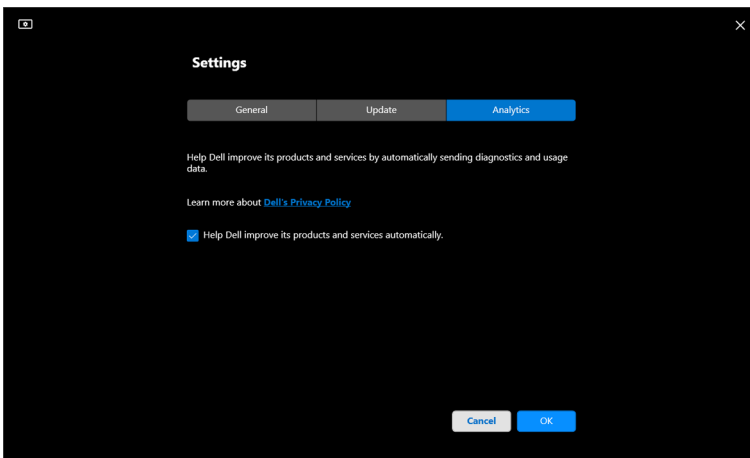 Settings
General Update Analytics
Help Dell improve its products and services by automatically sending diagnostics and usage
data.
Learn more about Dell's Privacy Policy
Help Dell improve its products and services automatically.
Cancel OK